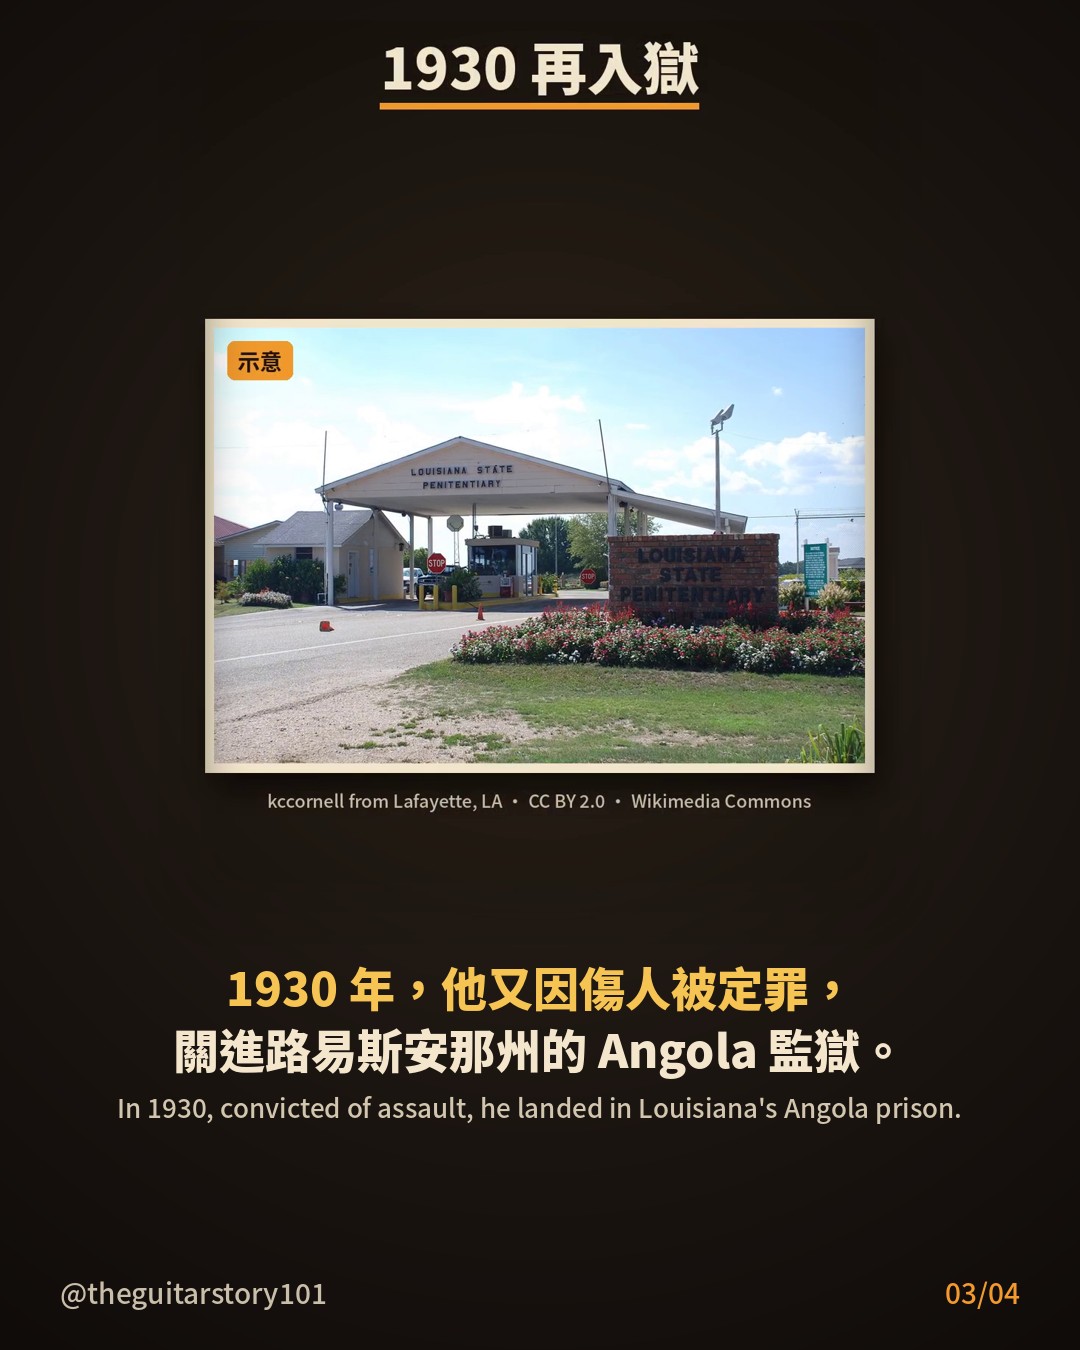 1930 再入獄
示意
LOUISIANA STATE
PENITENTIARY
STOP
STOP
LOUISIANA
STATE
PENITENTIARY
kccornell from Lafayette, LA • CC BY 2.0 • Wikimedia Commons
1930 年，他又因傷人被定罪，
關進路易斯安那州的 Angola 監獄。
In 1930, convicted of assault, he landed in Louisiana's Angola prison.
@theguitarstory101
03/04